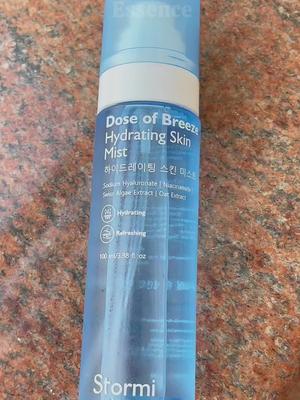 Essence
Dose of Breeze
Hydrating Skin
Mist
하이드레이팅 스킨 미스트
Sodium Hyaluronate | Niacinamide |
Swiss Algae Extract | Oat Extract
Hydrating
Refreshing
100 ml/3.38 fl. oz
Stormi